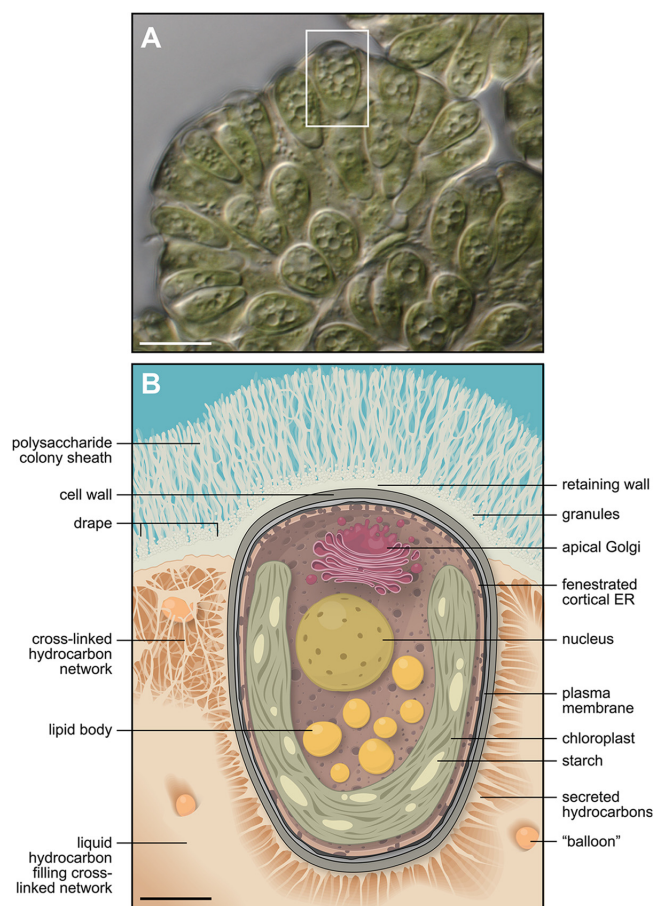 A
B
polysaccharide
colony sheath
cell wall
drape
cross-linked
hydrocarbon
network
lipid body
liquid
hydrocarbon
filling cross-
linked network
retaining wall
granules
apical Golgi
fenestrated
cortical ER
nucleus
plasma
membrane
chloroplast
starch
secreted
hydrocarbons
“balloon”